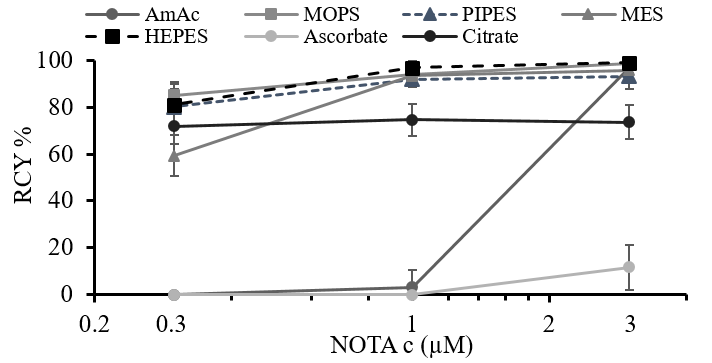 AmAc MOPS PIPES MES
HEPES Ascorbate Citrate
100
80
60
40
20
0
RCY %
0.2 0.3 1 2 3
NOTA c (µM)